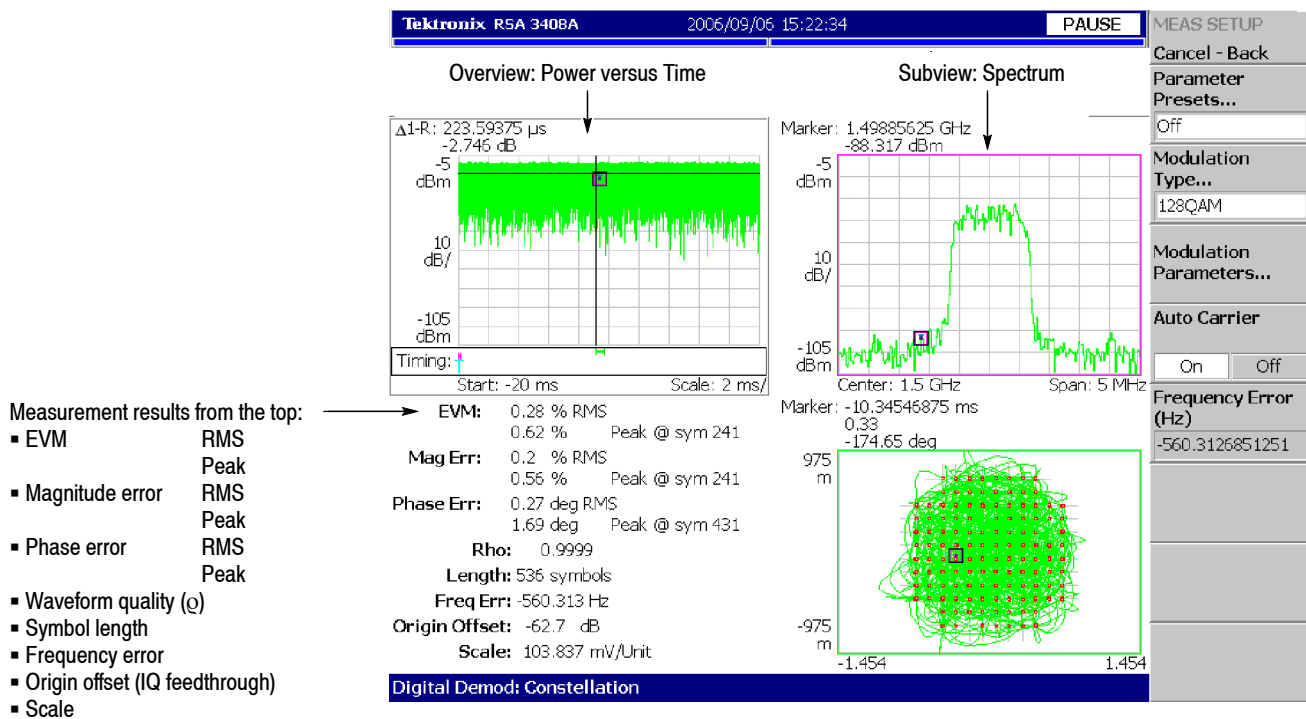 Tektronix RSA 3408A 2006/09/06 15:22:34 PAUSE
MEAS SETUP
Cancel - Back
Parameter
Presets...
Off
Modulation
Type...
128QAM
Modulation
Parameters...
Auto Carrier
On Off
Frequency Error
(Hz)
-560.3126851251
Overview: Power versus Time
Δ1-R: 223.59375 µs
-2.746 dB
-5
dBm
10
dB/
-105
dBm
Timing:
Start: -20 ms Scale: 2 ms/
Subview: Spectrum
Marker: 1.49885625 GHz
-88.317 dBm
-5
dBm
10
dB/
-105
dBm
Center: 1.5 GHz Span: 5 MHz
Measurement results from the top:
▪ EVM RMS
Peak
▪ Magnitude error RMS
Peak
▪ Phase error RMS
Peak
▪ Waveform quality (ϱ)
▪ Symbol length
▪ Frequency error
▪ Origin offset (IQ feedthrough)
▪ Scale
EVM: 0.28 % RMS
0.62 % Peak @ sym 241
Mag Err: 0.2 % RMS
0.56 % Peak @ sym 241
Phase Err: 0.27 deg RMS
1.69 deg Peak @ sym 431
Rho: 0.9999
Length: 536 symbols
Freq Err: -560.313 Hz
Origin Offset: -62.7 dB
Scale: 103.837 mV/Unit
Marker: -10.34546875 ms
0.33
-174.65 deg
975
m
-975
m
-1.454 1.454
Digital Demod: Constellation